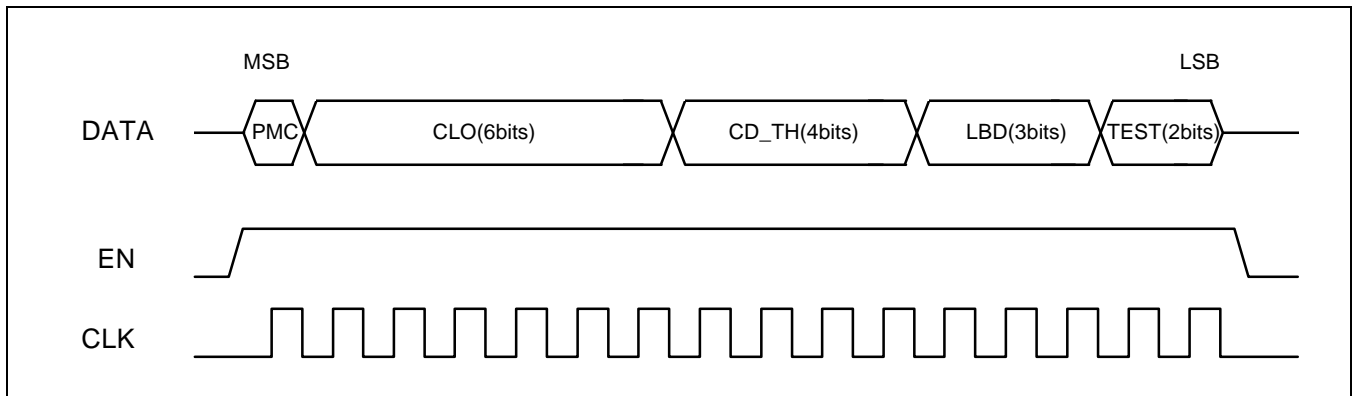 MSB LSB
DATA PMC CLO(6bits) CD_TH(4bits) LBD(3bits) TEST(2bits)
EN
CLK